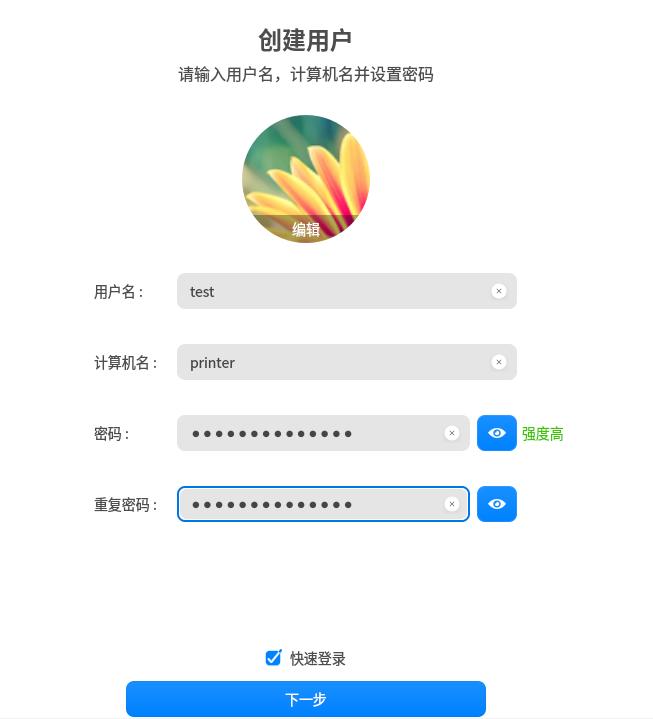 创建用户
请输入用户名，计算机名并设置密码
编辑
用户名 :
test
计算机名 :
printer
密码 :
●●●●●●●●●●●●●●
强度高
重复密码 :
●●●●●●●●●●●●●●
快速登录
下一步